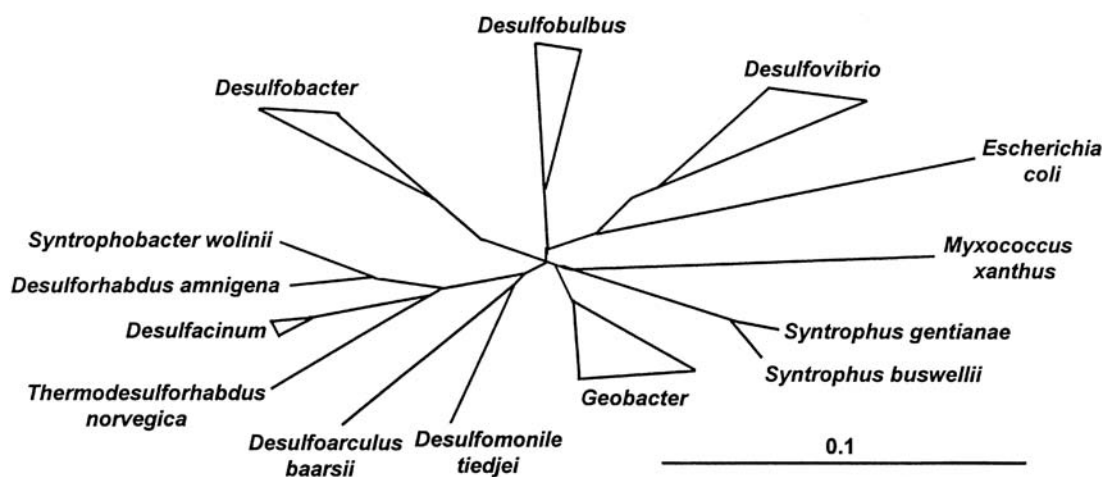 Desulfobulbus
Desulfobacter
Desulfovibrio
Escherichia
coli
Syntrophobacter wolinii
Myxococcus
xanthus
Desulforhabdus amnigena
Desulfacinum
Syntrophus gentianae
Syntrophus buswellii
Thermodesulforhabdus
norvegica
Geobacter
Desulfoarculus
baarsii
Desulfomonile
tiedjei
0.1